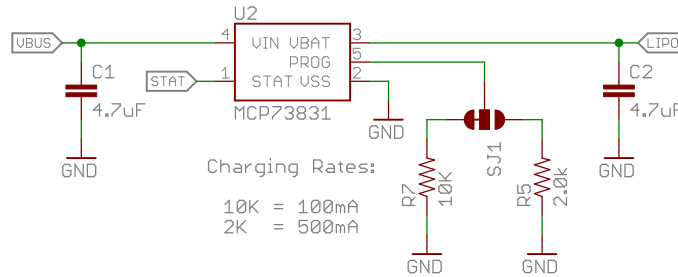 U2
VBUS
4
VIN VBAT
3
LIPO
PROG
5
STAT
1
STAT VSS
2
C1
4.7uF
C2
4.7uF
MCP73831
GND
GND
GND
SJ1
Charging Rates:
10K = 100mA
2K = 500mA
R7
10K
R5
2.0k
GND
GND